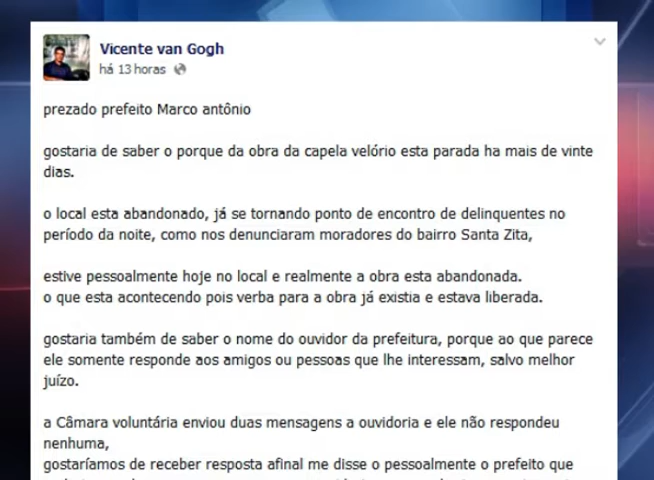 Vicente van Gogh
há 13 horas
prezado prefeito Marco antônio
gostaria de saber o porque da obra da capela velório esta parada ha mais de vinte
dias.
o local esta abandonado, já se tornando ponto de encontro de delinquentes no
período da noite, como nos denunciaram moradores do bairro Santa Zita,
estive pessoalmente hoje no local e realmente a obra esta abandonada.
o que esta acontecendo pois verba para a obra já existia e estava liberada.
gostaria também de saber o nome do ouvidor da prefeitura, porque ao que parece
ele somente responde aos amigos ou pessoas que lhe interessam, salvo melhor
juízo.
a Câmara voluntária enviou duas mensagens a ouvidoria e ele não respondeu
nenhuma,
gostaríamos de receber resposta afinal me disse o pessoalmente o prefeito que